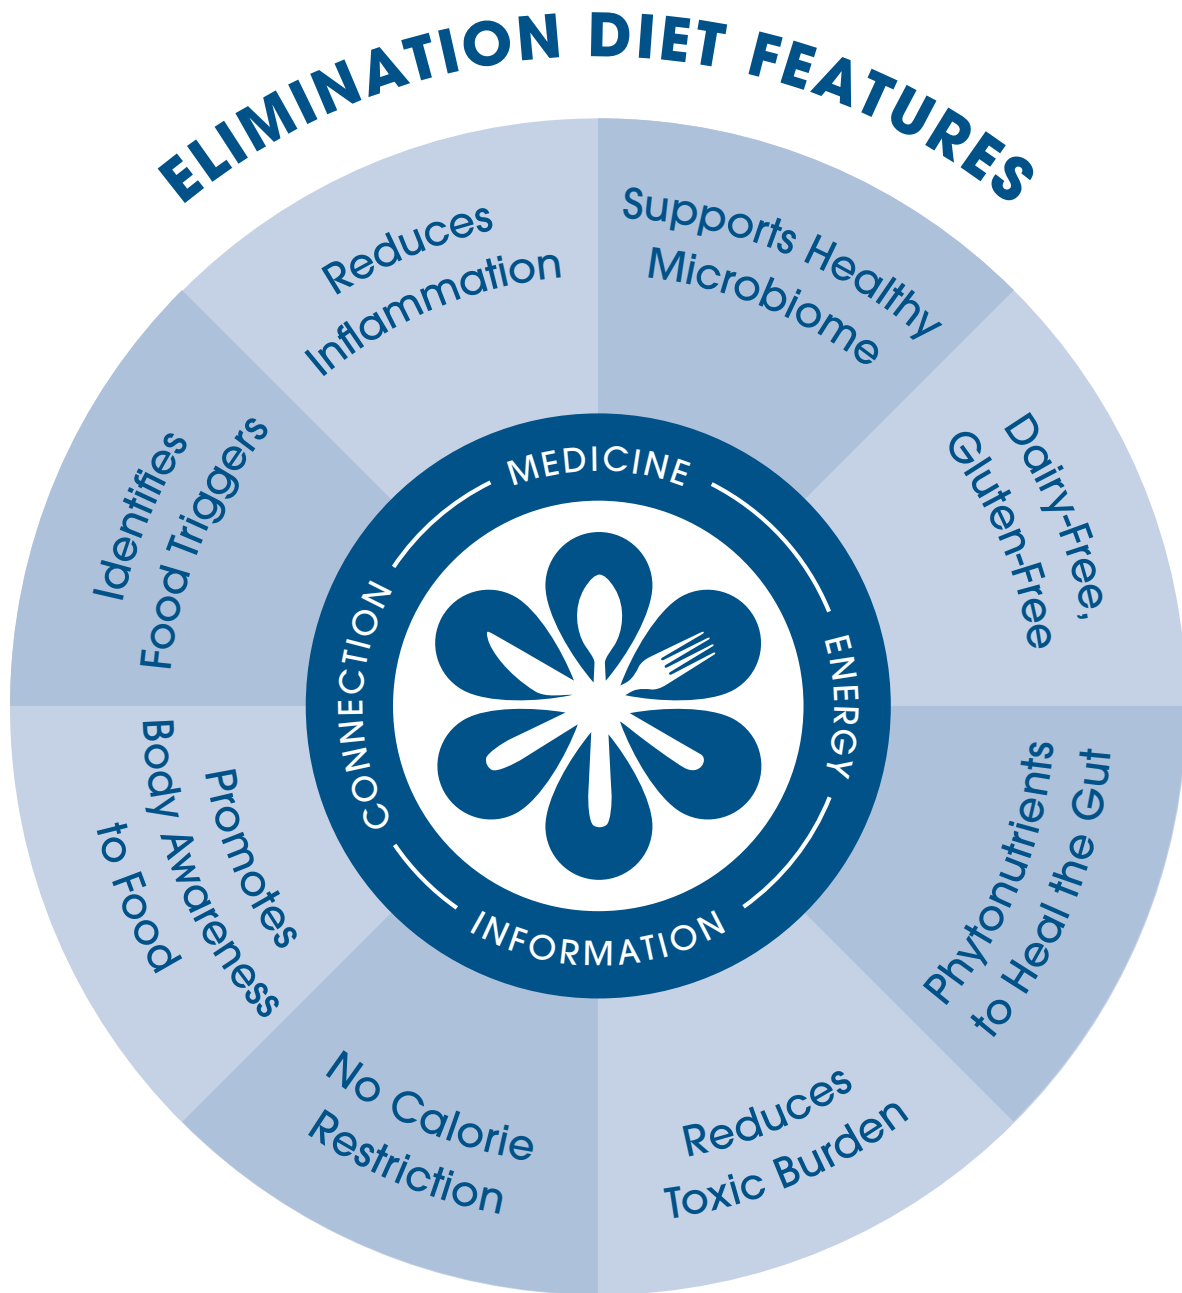 ELIMINATION DIET FEATURES
Supports Healthy
Microbiome
Dairy-Free,
Gluten-Free
Phytonutrients
to Heal the Gut
Reduces
Toxic Burden
No Calorie
Restriction
Promotes
Body Awareness
to Food
Identifies
Food Triggers
Reduces
Inflammation
MEDICINE
ENERGY
INFORMATION
CONNECTION